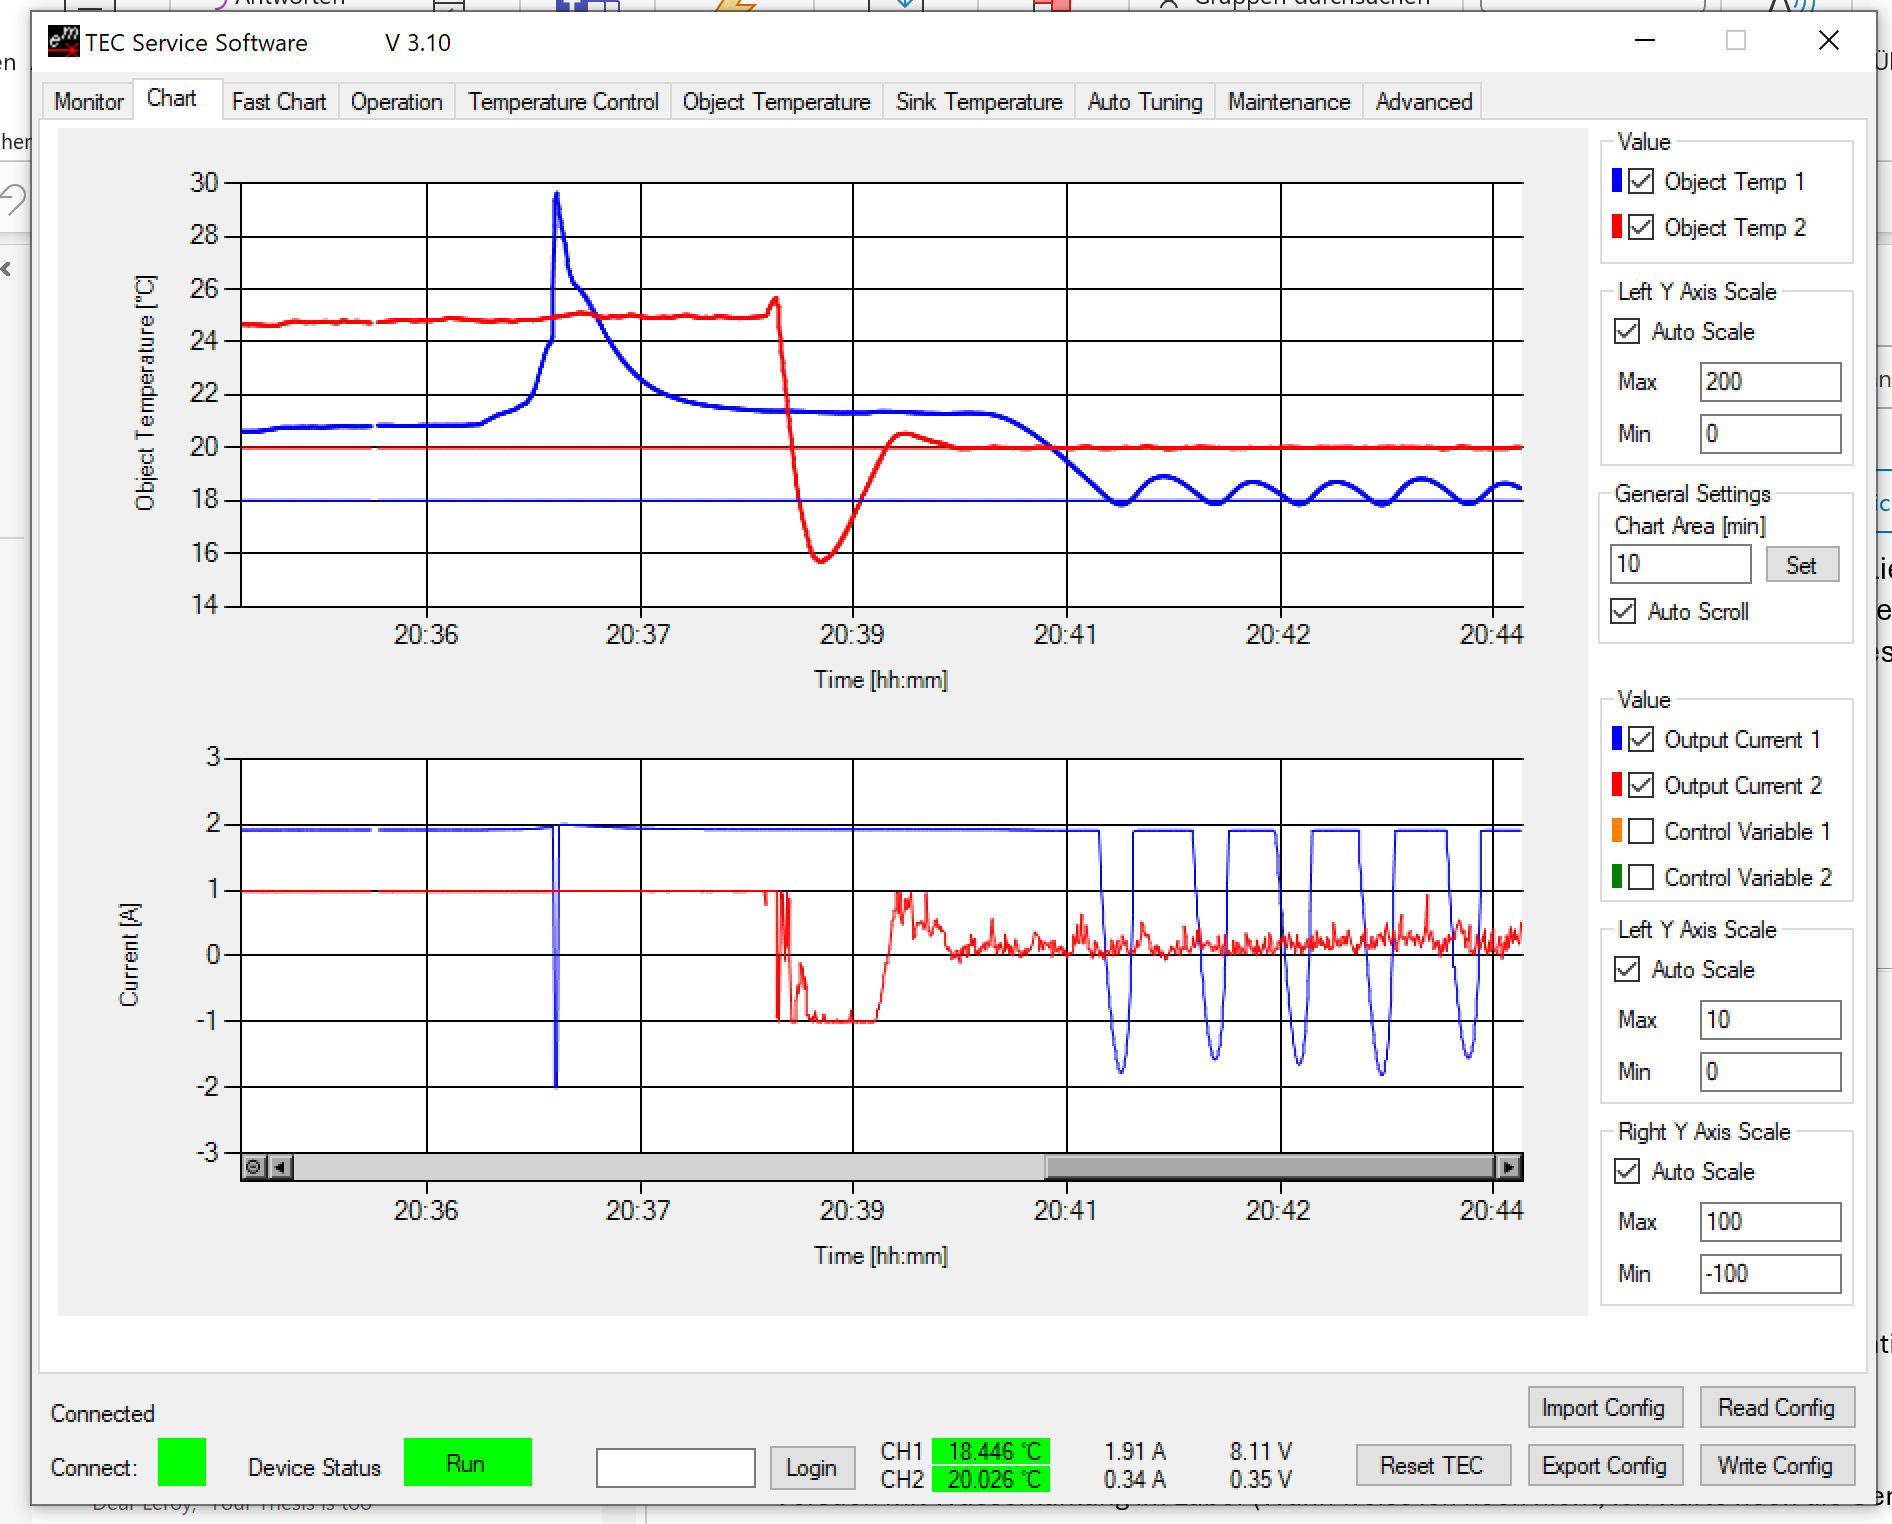 Antworten
Gruppen durchsuchen
TEC Service Software V 3.10
Monitor Chart Fast Chart Operation Temperature Control Object Temperature Sink Temperature Auto Tuning Maintenance Advanced
Object Temperature [°C]
30
28
26
24
22
20
18
16
14
20:36 20:37 20:39 20:41 20:42 20:44
Time [hh:mm]
Current [A]
3
2
1
0
-1
-2
-3
20:36 20:37 20:39 20:41 20:42 20:44
Time [hh:mm]
Value
Object Temp 1
Object Temp 2
Left Y Axis Scale
Auto Scale
Max 200
Min 0
General Settings
Chart Area [min]
10 Set
Auto Scroll
Value
Output Current 1
Output Current 2
Control Variable 1
Control Variable 2
Left Y Axis Scale
Auto Scale
Max 10
Min 0
Right Y Axis Scale
Auto Scale
Max 100
Min -100
Connected
Connect: Device Status Run Login
CH1 18.446 °C 1.91 A 8.11 V
CH2 20.026 °C 0.34 A 0.35 V
Import Config Read Config
Reset TEC Export Config Write Config